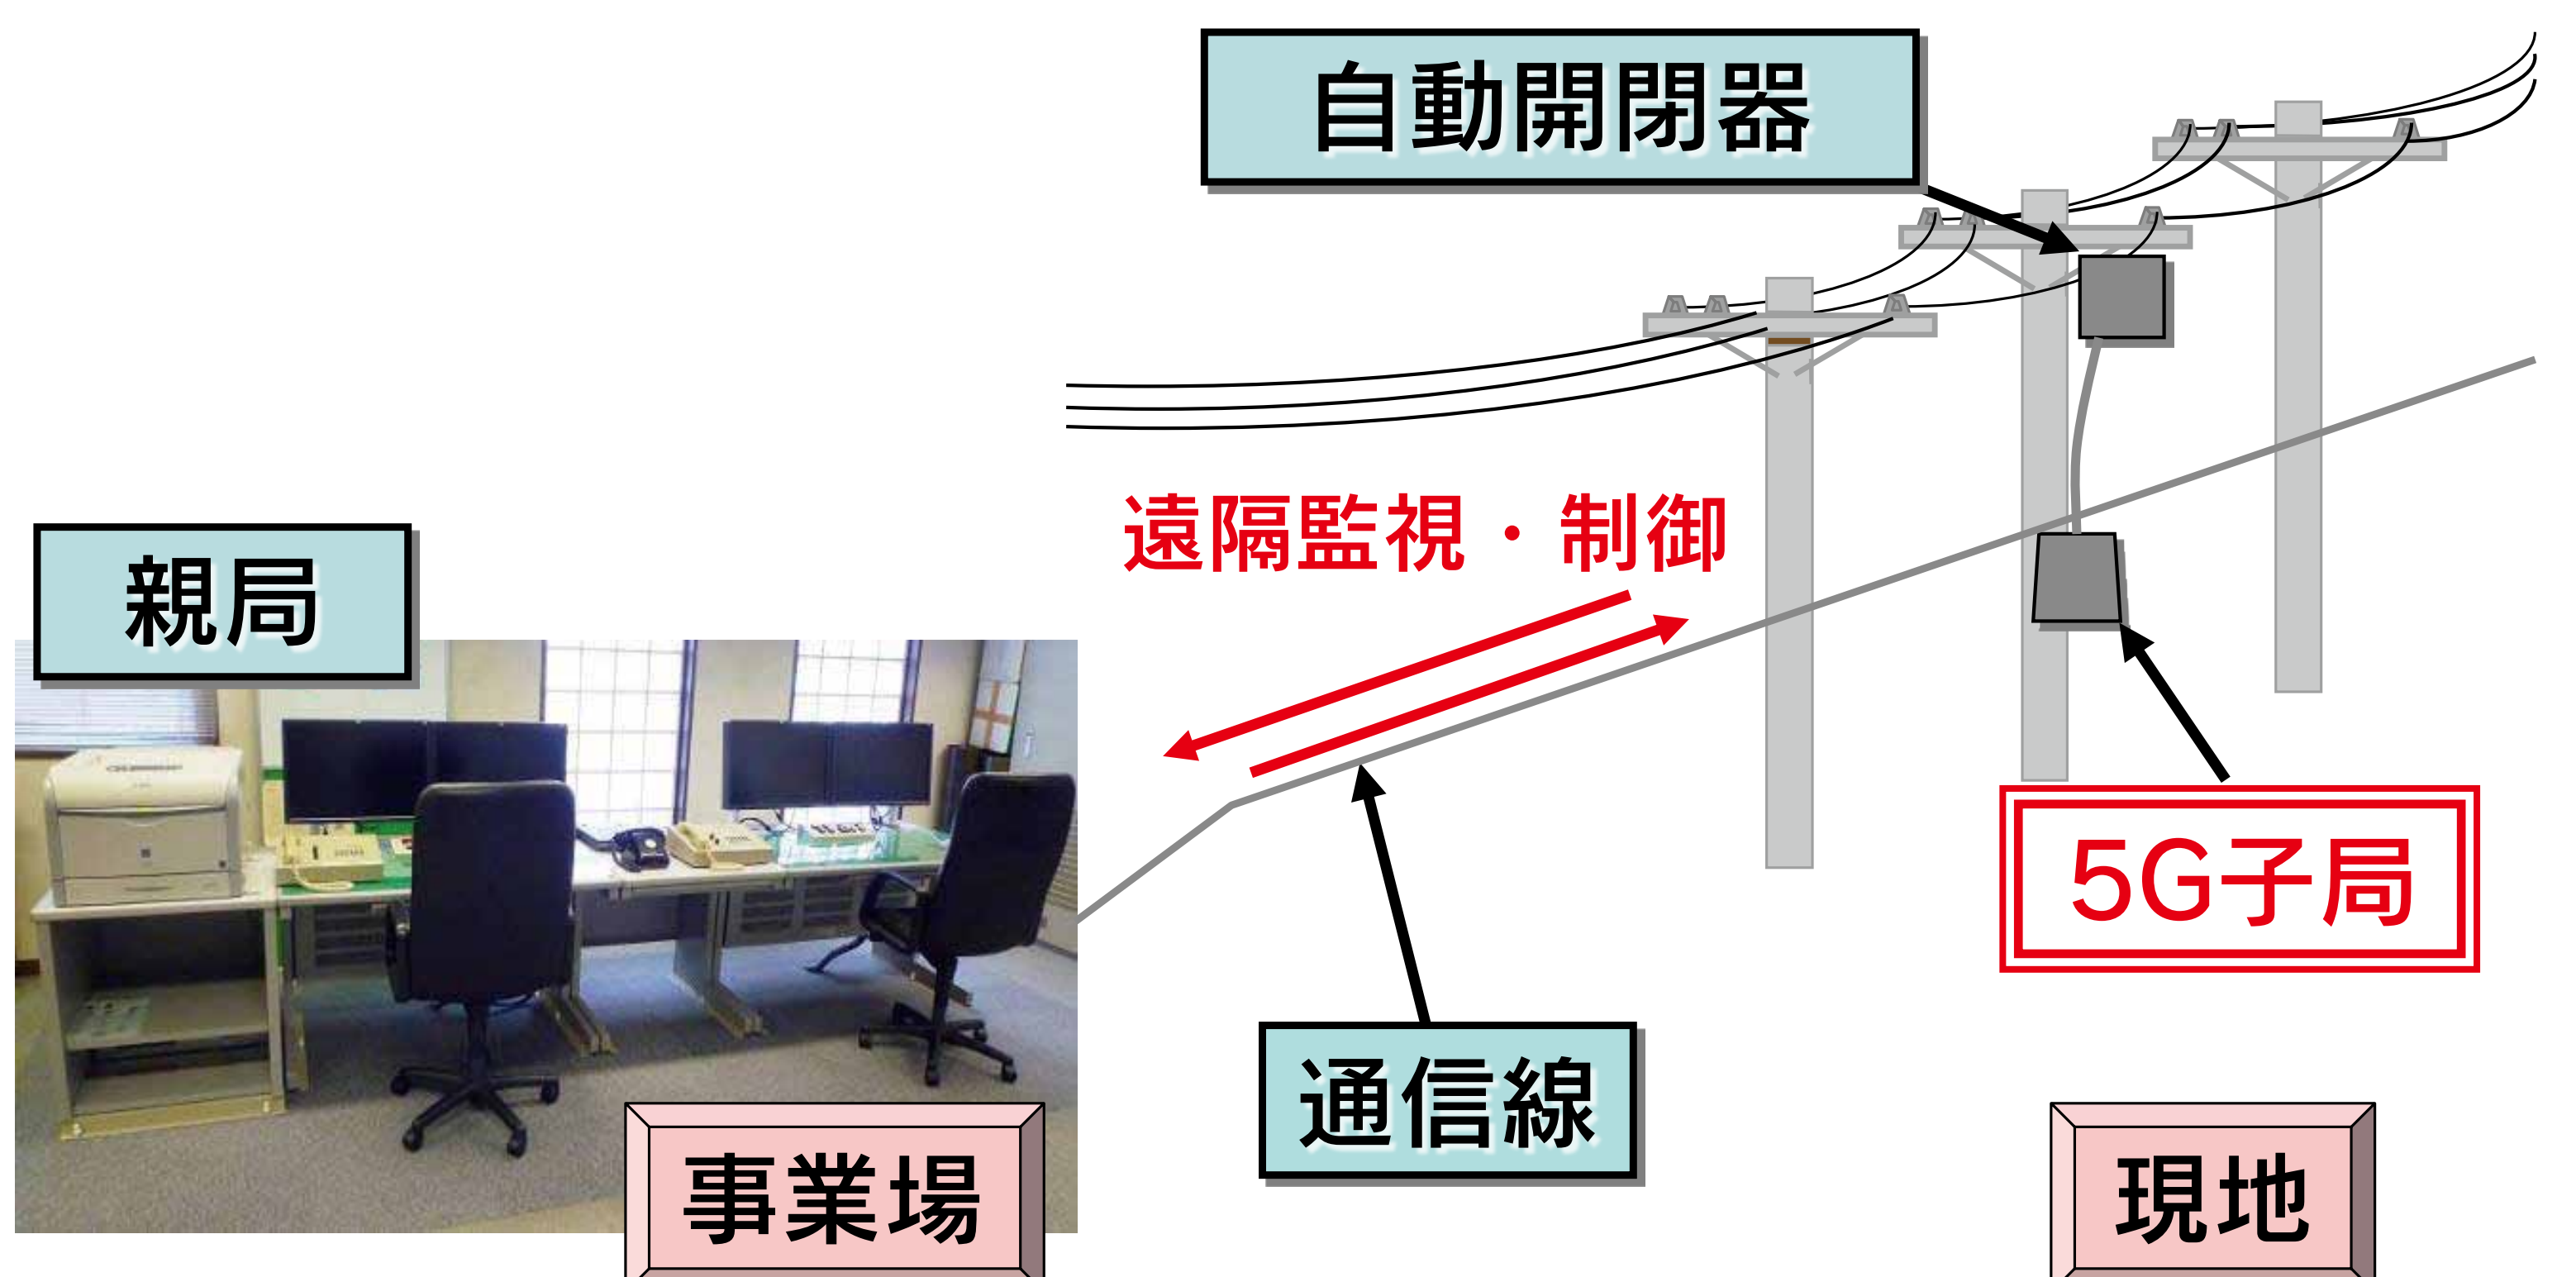 自動開閉器
遠隔監視・制御
親局
5G子局
通信線
事業場
現地